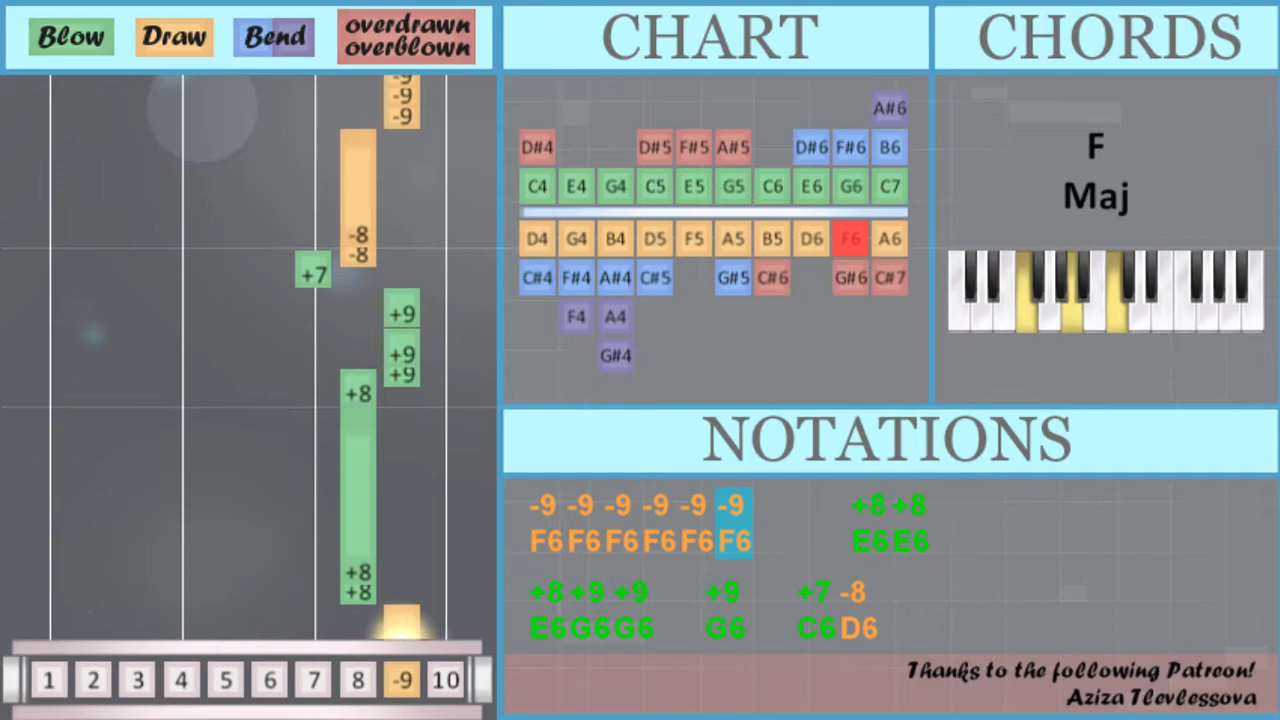 Blow Draw Bend overdrawn
overblown
CHART
CHORDS
-9
-9
-9
-8
-8
+7
+9
+9
+9
+8
+8
+8
1 2 3 4 5 6 7 8 -9 10
A#6
D#4 D#5 F#5 A#5 D#6 F#6 B6
C4 E4 G4 C5 E5 G5 C6 E6 G6 C7
D4 G4 B4 D5 F5 A5 B5 D6 F6 A6
C#4 F#4 A#4 C#5 G#5 C#6 G#6 C#7
F4 A4
G#4
F
Maj
NOTATIONS
-9 -9 -9 -9 -9 -9 +8 +8
F6 F6 F6 F6 F6 F6 E6 E6
+8 +9 +9 +9 +7 -8
E6 G6 G6 G6 C6 D6
Thanks to the following Patreon!
Aziza Tlevlessova